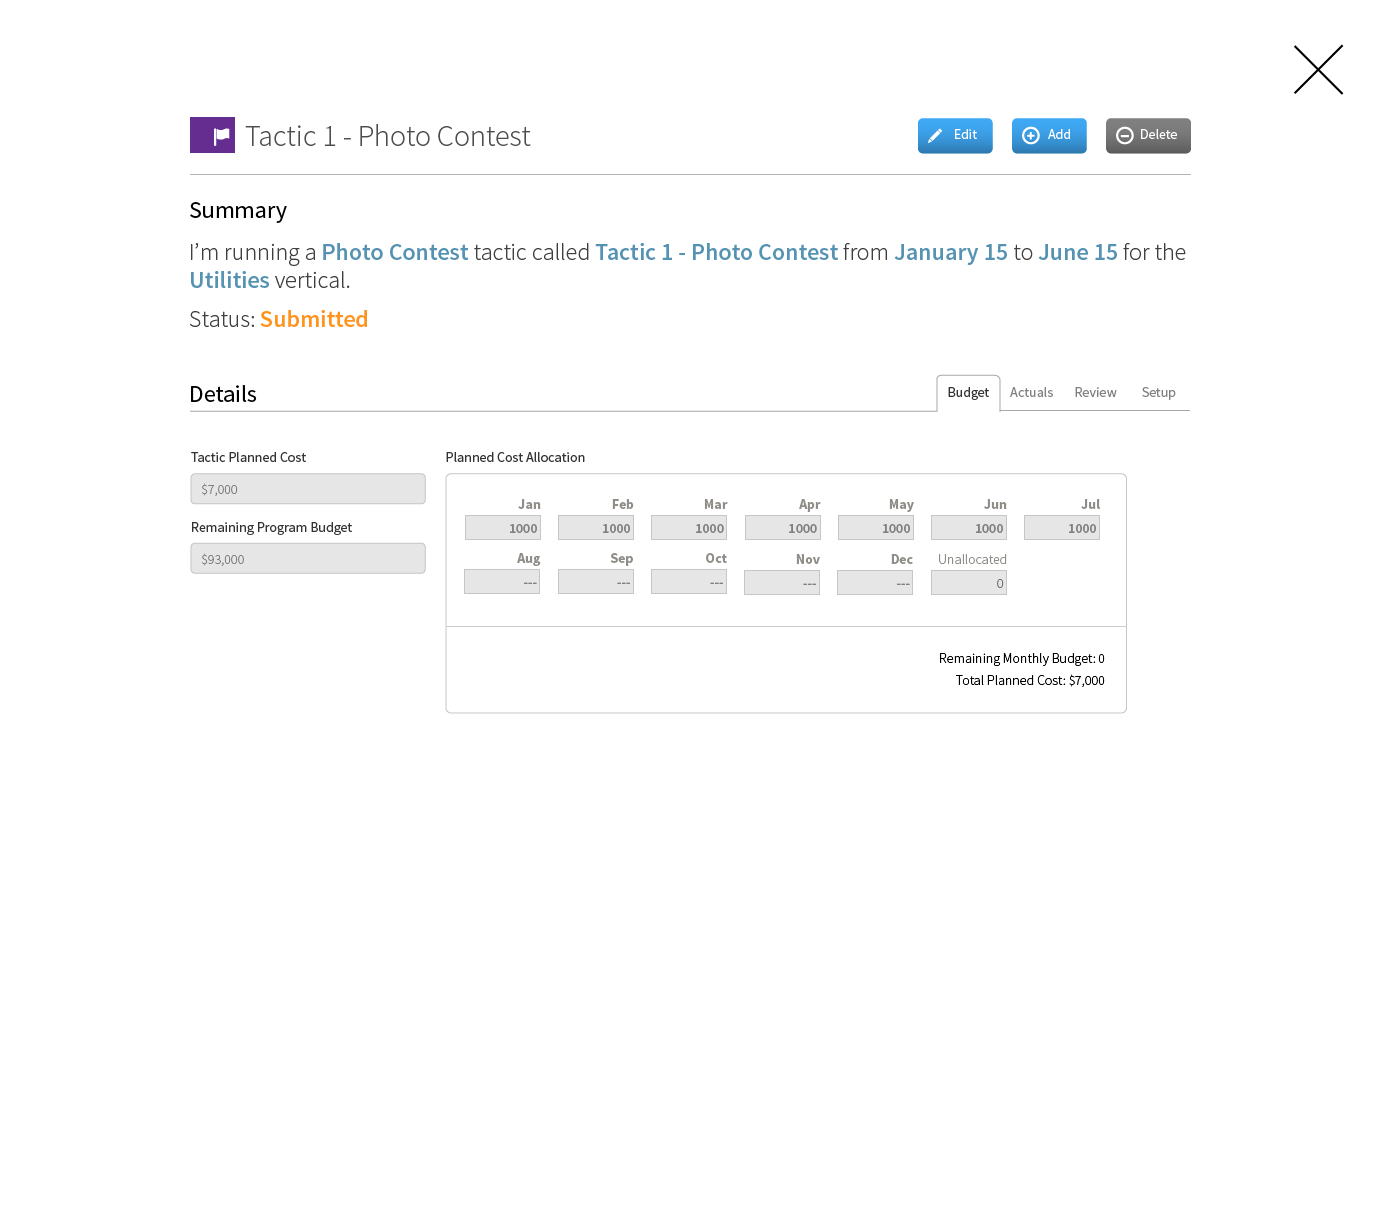 Tactic 1 - Photo Contest
Edit
Add
Delete
Summary
I’m running a Photo Contest tactic called Tactic 1 - Photo Contest from January 15 to June 15 for the
Utilities vertical.
Status: Submitted
Details
Budget Actuals Review Setup
Tactic Planned Cost
$7,000
Remaining Program Budget
$93,000
Planned Cost Allocation
Jan Feb Mar Apr May Jun Jul
1000 1000 1000 1000 1000 1000 1000
Aug Sep Oct Nov Dec Unallocated
--- --- --- --- --- 0
Remaining Monthly Budget: 0
Total Planned Cost: $7,000